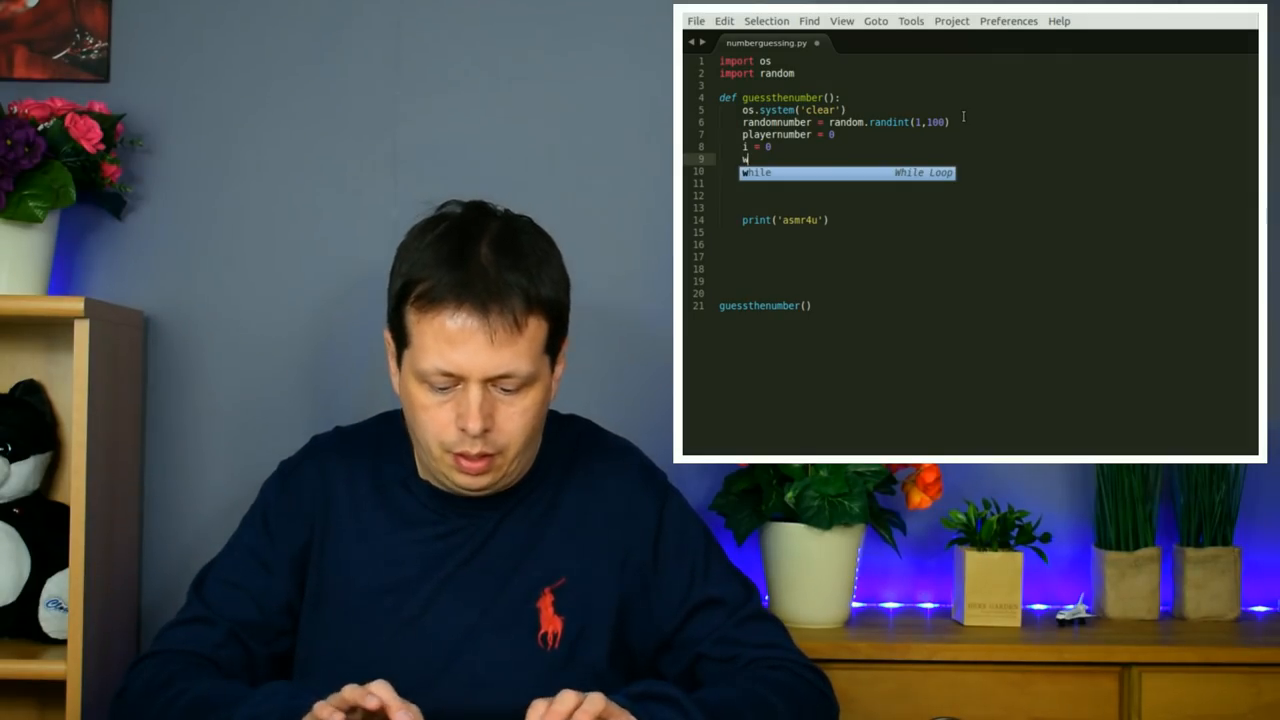 File Edit Selection Find View Goto Tools Project Preferences Help
numberguessing.py
1 import os
2 import random
3
4 def guessthenumber():
5 os.system('clear')
6 randomnumber = random.randint(1,100)
7 playernumber = 0
8 i = 0
9 w
10 while While Loop
11
12
13
14 print('asmr4u')
15
16
17
18
19
20
21 guessthenumber()